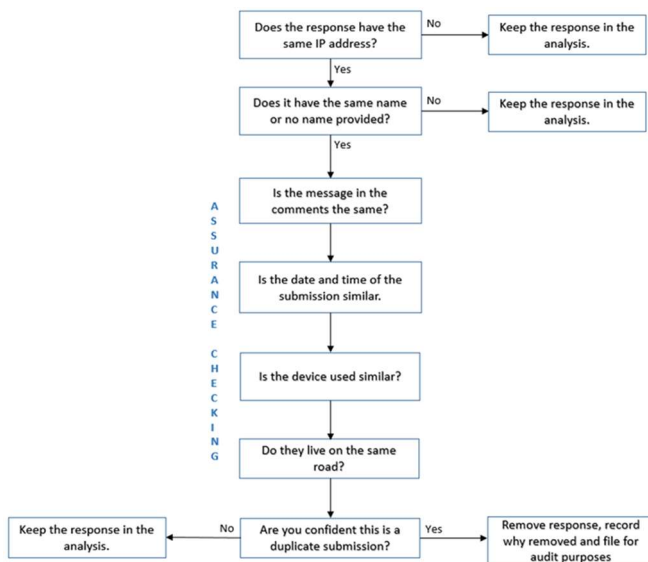 Does the response have the
same IP address?
No
Keep the response in the
analysis.
Yes
Does it have the same name
or no name provided?
No
Keep the response in the
analysis.
Yes
Is the message in the
comments the same?
ASSURANCE CHECKING
Is the date and time of the
submission similar.
Is the device used similar?
Do they live on the same
road?
Keep the response in the
analysis.
No
Are you confident this is a
duplicate submission?
Yes
Remove response, record
why removed and file for
audit purposes